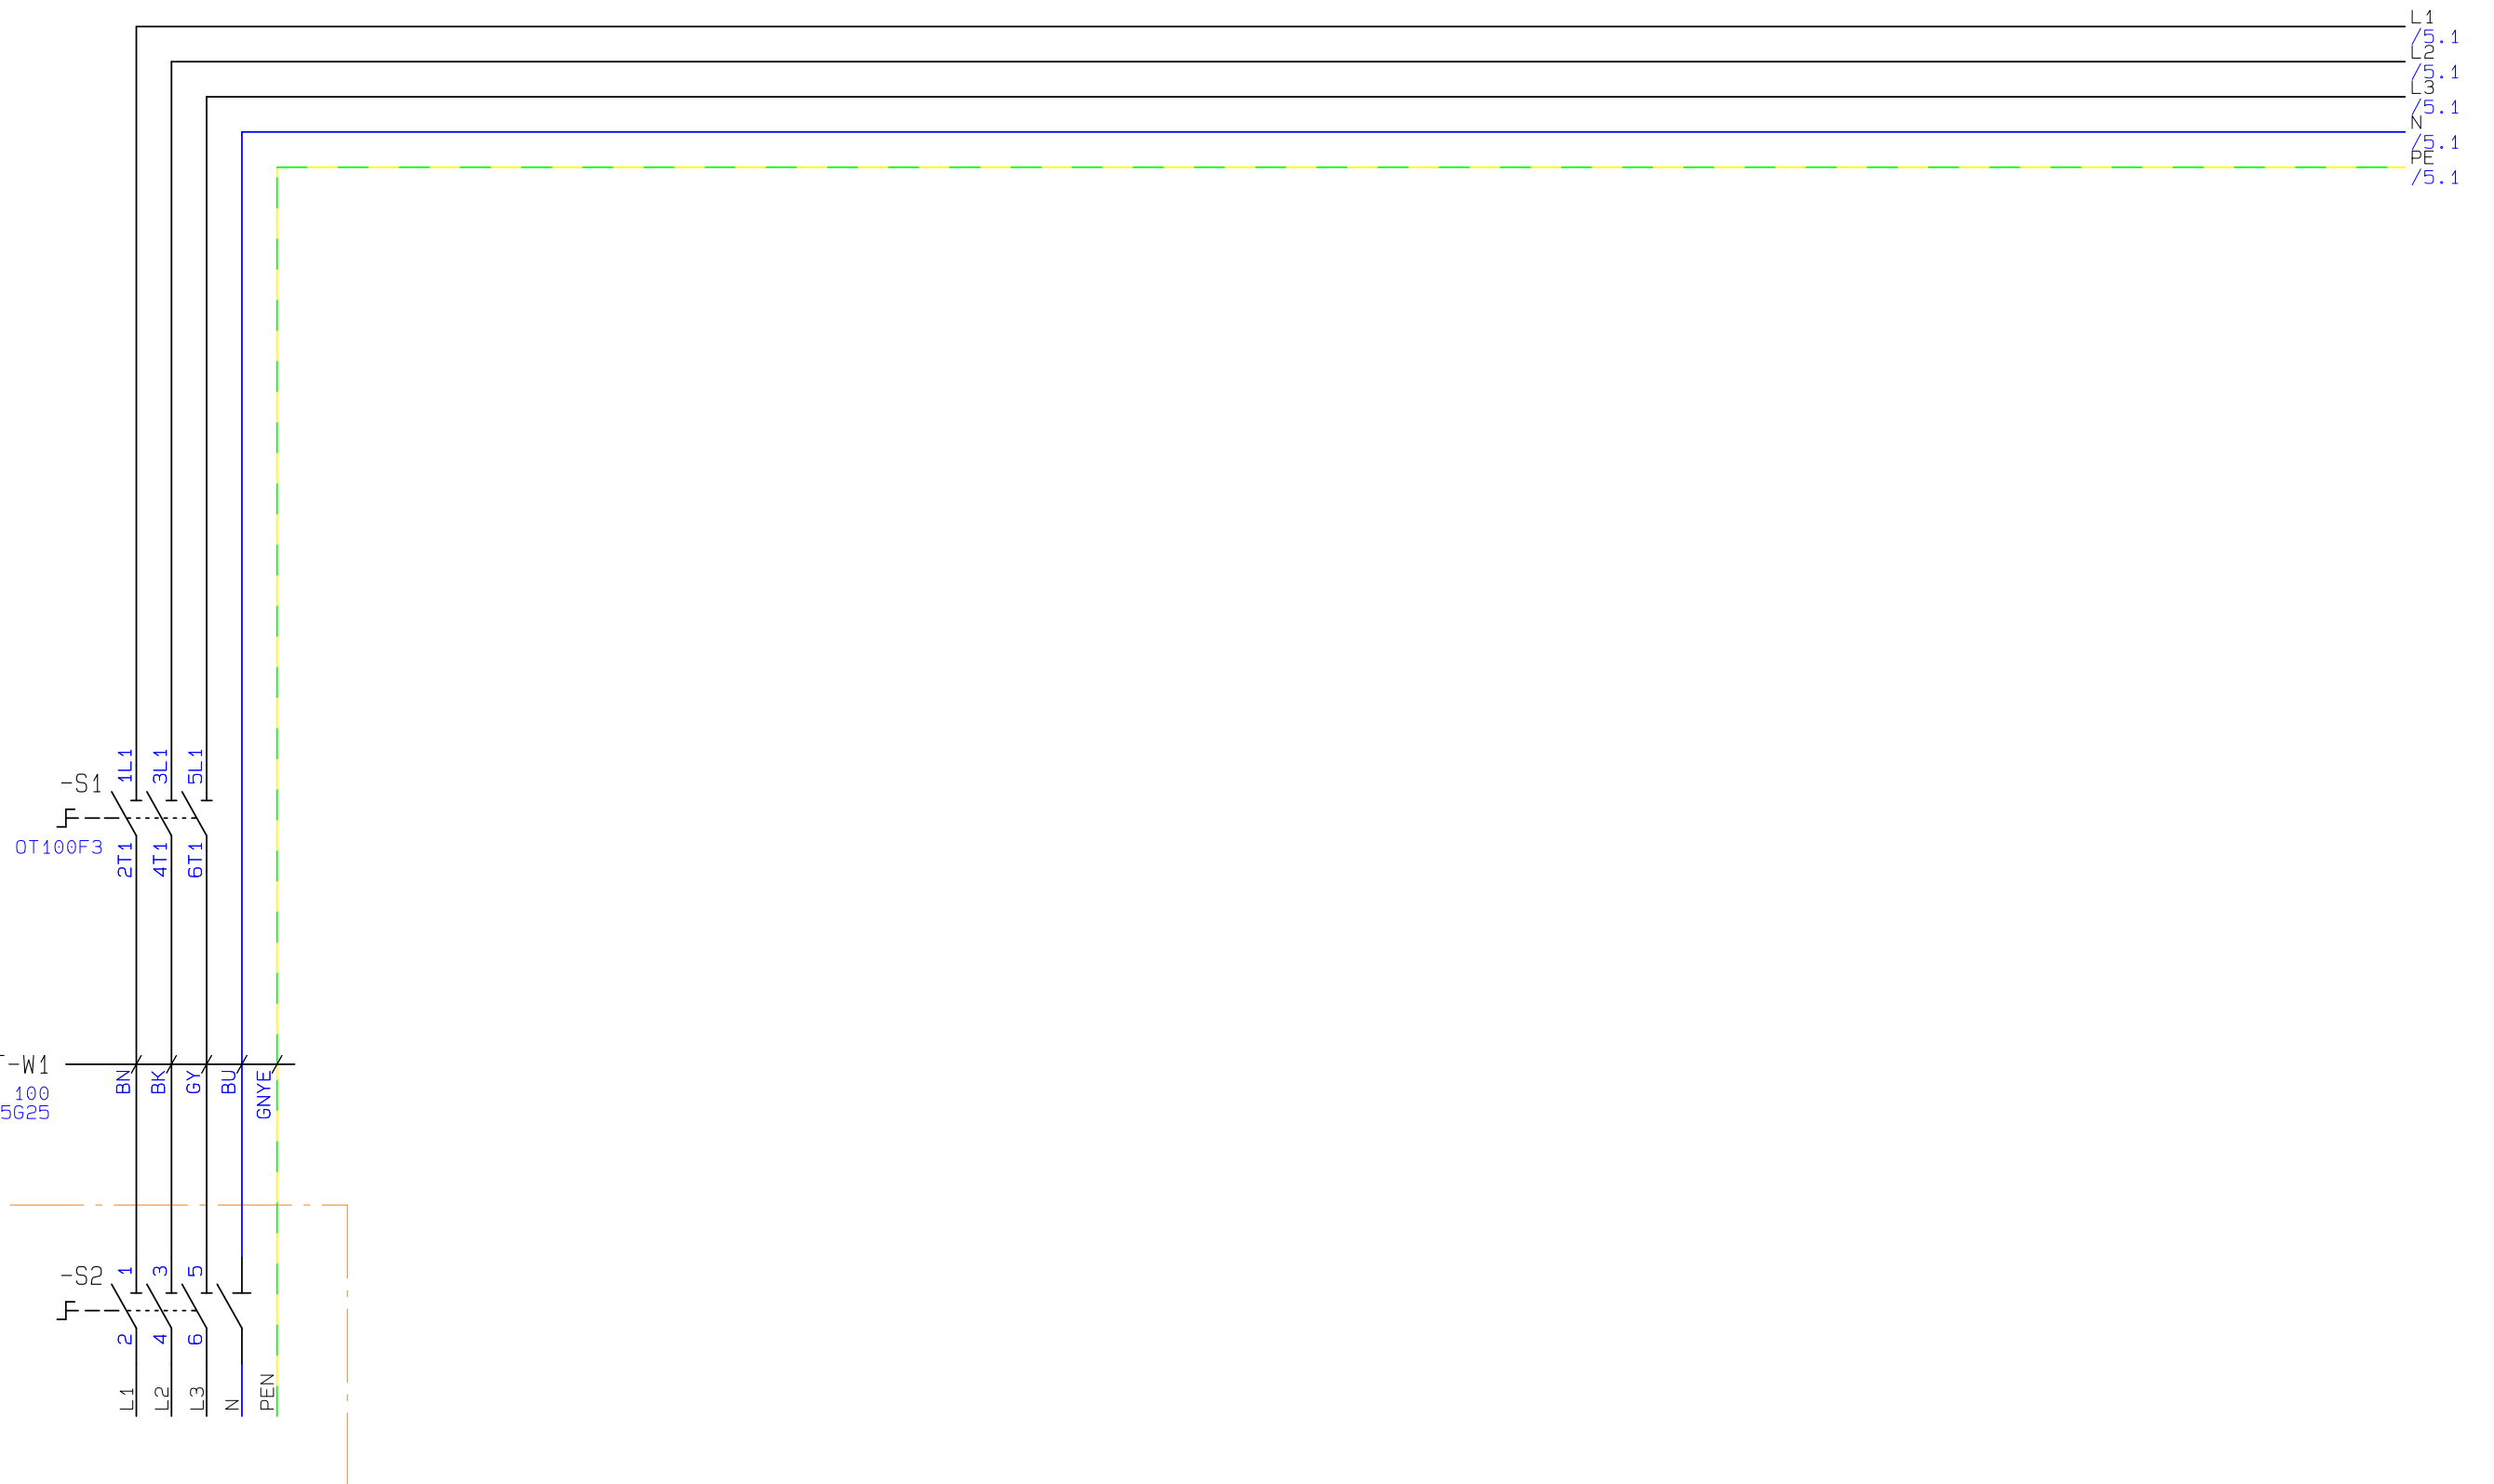 L1
/5.1
L2
/5.1
L3
/5.1
N
/5.1
PE
/5.1
-S1
1L1
3L1
5L1
OT100F3
2T1
4T1
6T1
-W1
100
5G25
BN
BK
GY
BU
GNYE
-S2
1
3
5
2
4
6
L1
L2
L3
N
PEN